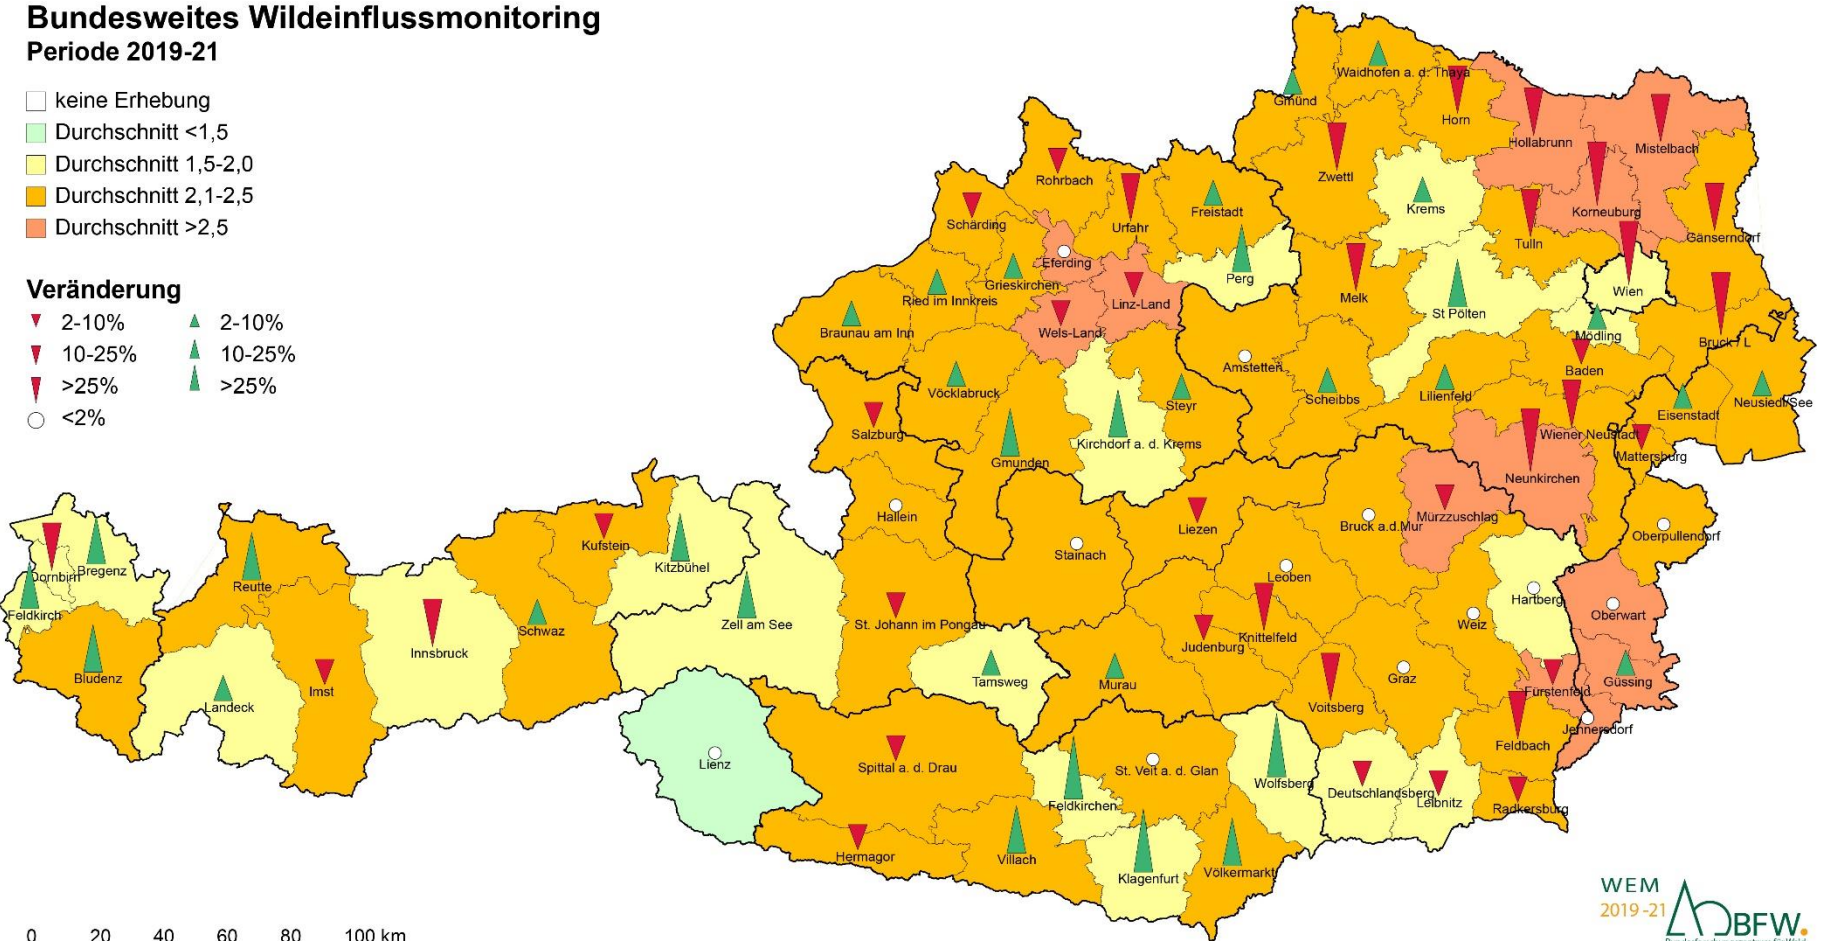 Bundesweites Wildeinflussmonitoring
Periode 2019-21
keine Erhebung
Durchschnitt <1,5
Durchschnitt 1,5-2,0
Durchschnitt 2,1-2,5
Durchschnitt >2,5
Veränderung
2-10% 2-10%
10-25% 10-25%
>25% >25%
<2%
Waidhofen a. d. Thaya
Gmünd
Horn
Hollabrunn
Mistelbach
Zwettl
Rohrbach
Krems
Korneuburg
Schärding
Urfahr
Freistadt
Tulln
Gänserndorf
Eferding
Grieskirchen
Perg
Ried im Innkreis
Linz-Land
Melk
Wien
St Pölten
Braunau am Inn
Wels-Land
Mödling
Bruck / L
Amstetten
Baden
Vöcklabruck
Steyr
Scheibbs
Lilienfeld
Eisenstadt
Neusiedl/See
Salzburg
Kirchdorf a. d. Krems
Wiener Neustadt
Mattersburg
Gmunden
Neunkirchen
Hallein
Liezen
Bruck a.d.Mur
Mürzzuschlag
Oberpullendorf
Kufstein
Stainach
Dornbirn
Bregenz
Kitzbühel
Reutte
Leoben
Hartberg
Feldkirch
Oberwart
Schwaz
Zell am See
St. Johann im Pongau
Weiz
Knittelfeld
Judenburg
Innsbruck
Bludenz
Imst
Landeck
Tamsweg
Murau
Graz
Güssing
Fürstenfeld
Voitsberg
Jennersdorf
Feldbach
Lienz
Spittal a. d. Drau
St. Veit a. d. Glan
Wolfsberg
Deutschlandsberg
Leibnitz
Feldkirchen
Radkersburg
Hermagor
Villach
Klagenfurt
Völkermarkt
WEM
2019-21
BFW.
0 20 40 60 80 100 km